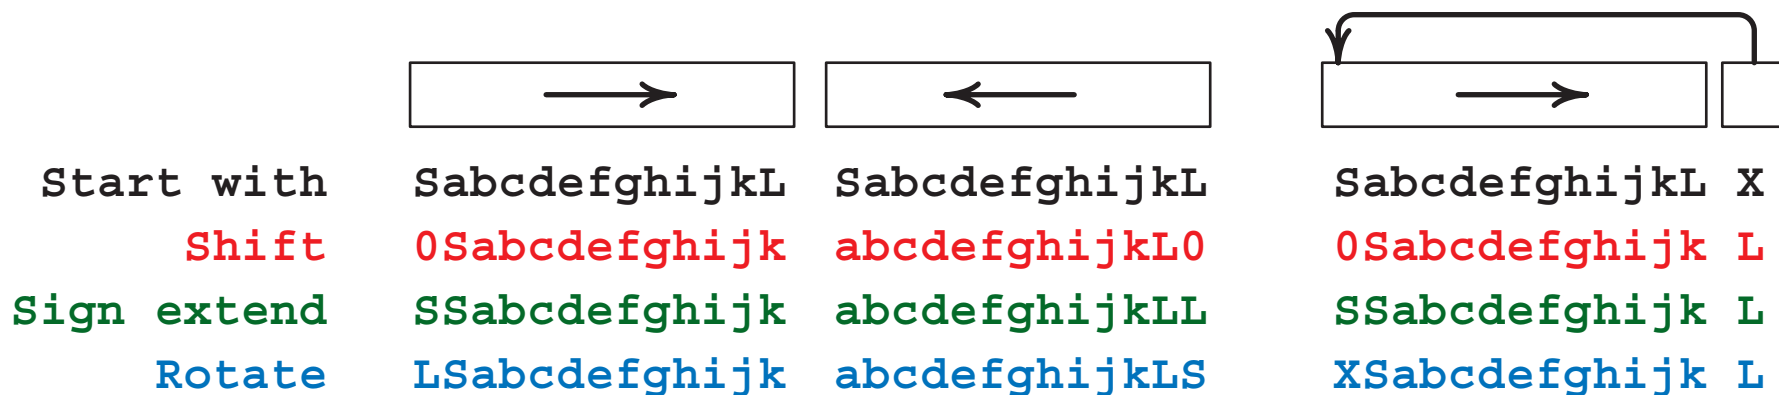 Start with SabcdefghijkL SabcdefghijkL SabcdefghijkL X
Shift 0Sabcdefghijk abcdefghijkL0 0Sabcdefghijk L
Sign extend SSabcdefghijk abcdefghijkLL SSabcdefghijk L
Rotate LSabcdefghijk abcdefghijkLS XSabcdefghijk L